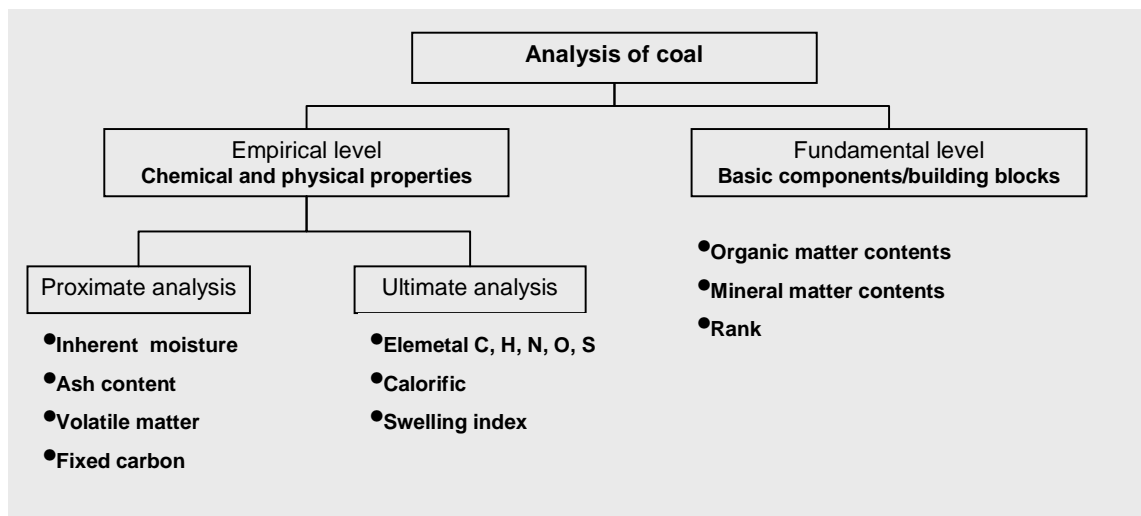 Analysis of coal
Empirical level
Chemical and physical properties
Fundamental level
Basic components/building blocks
Proximate analysis
•Inherent moisture
•Ash content
•Volatile matter
•Fixed carbon
Ultimate analysis
•Elemetal C, H, N, O, S
•Calorific
•Swelling index
•Organic matter contents
•Mineral matter contents
•Rank